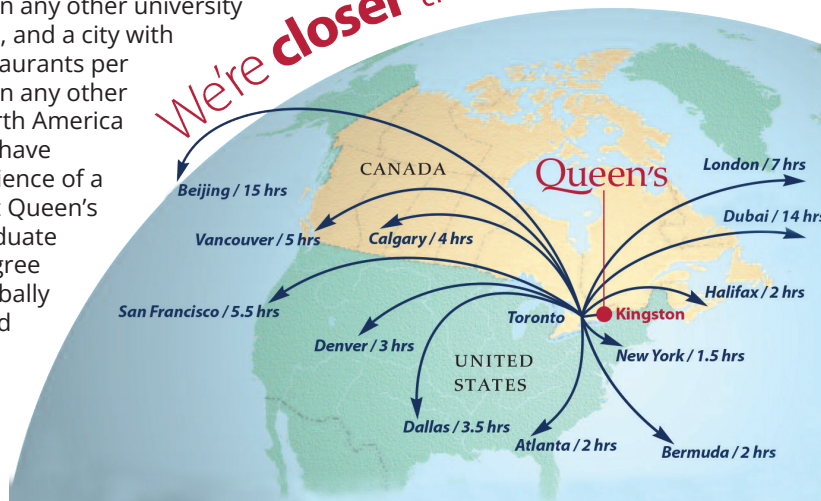 n any other university
, and a city with
aurants per
n any other
rth America
have
ience of a
t Queen's
duate
gree
bally
d
We're closer
CANADA
Queen's
London / 7 hrs
Beijing / 15 hrs
Dubai / 14 hrs
Vancouver / 5 hrs
Calgary / 4 hrs
Halifax / 2 hrs
San Francisco / 5.5 hrs
Toronto
Kingston
Denver / 3 hrs
New York / 1.5 hrs
UNITED
STATES
Dallas / 3.5 hrs
Atlanta / 2 hrs
Bermuda / 2 hrs